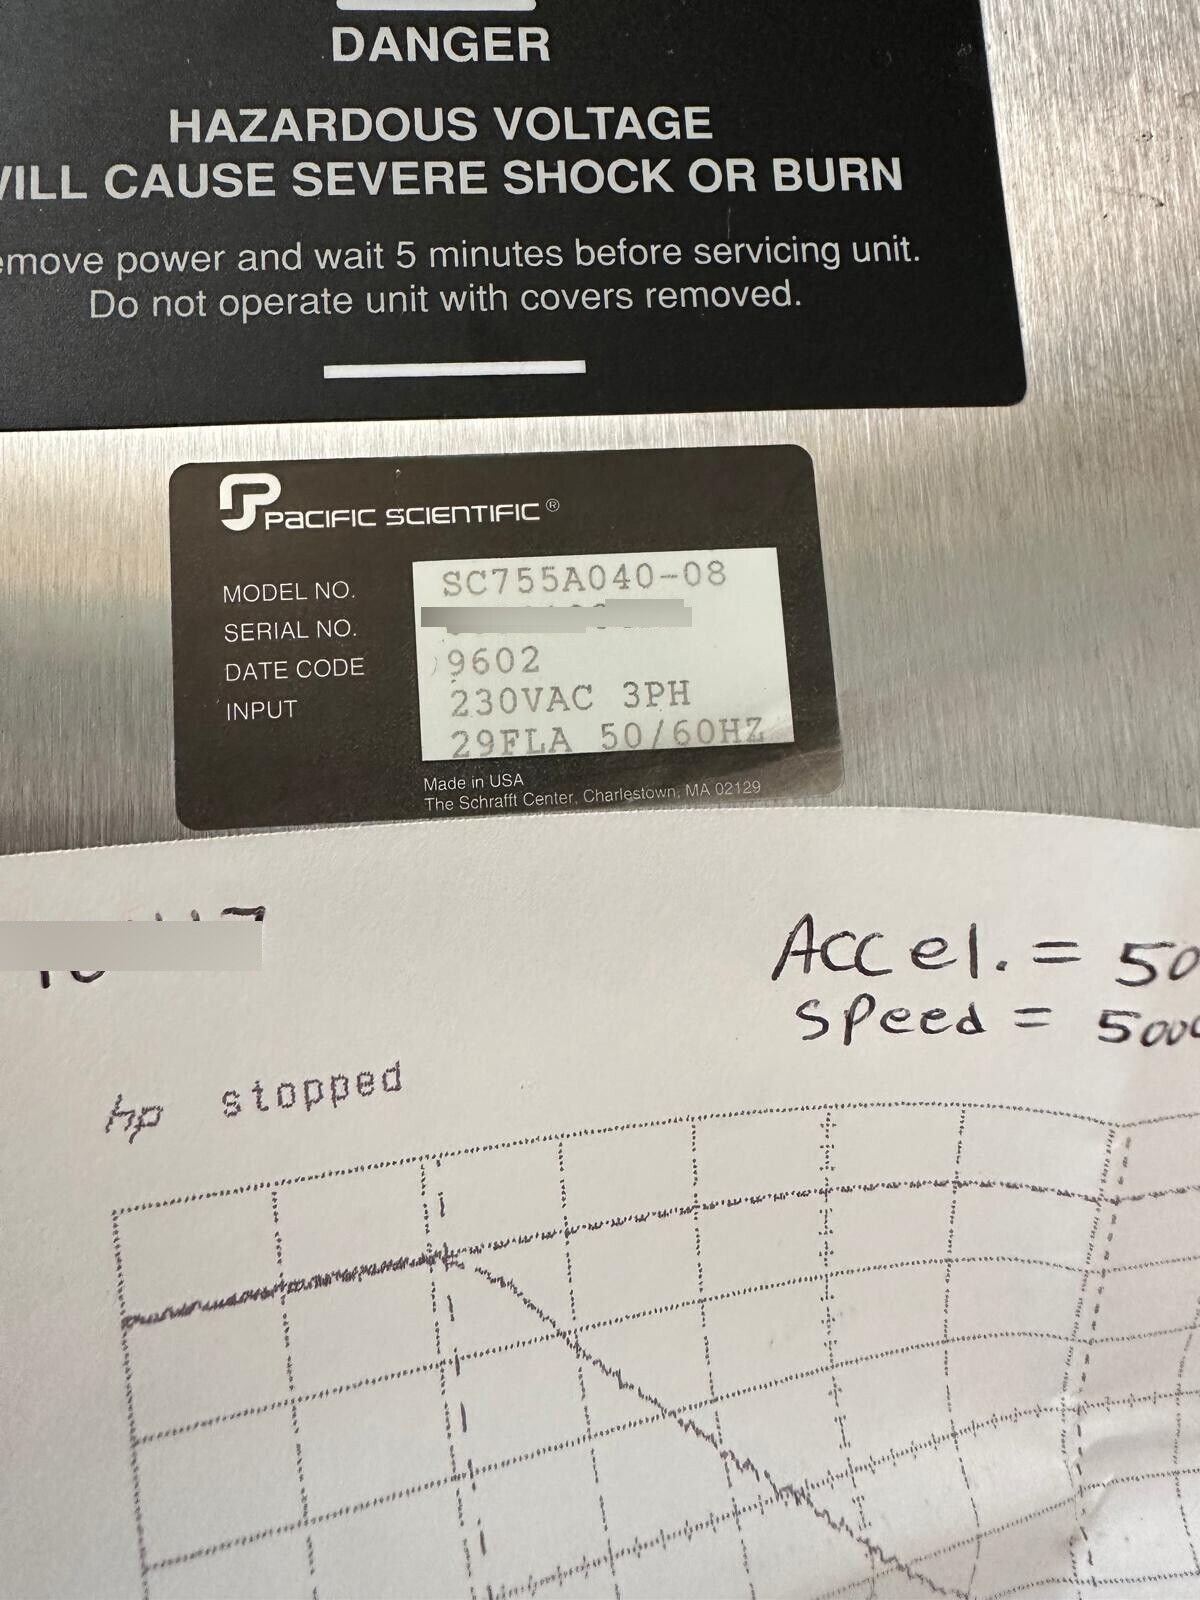 DANGER
HAZARDOUS VOLTAGE
WILL CAUSE SEVERE SHOCK OR BURN
emove power and wait 5 minutes before servicing unit.
Do not operate unit with covers removed.
PACIFIC SCIENTIFIC®
MODEL NO. SC755A040-08
SERIAL NO.
DATE CODE 9602
INPUT 230VAC 3PH
29FLA 50/60HZ
Made in USA
The Schrafft Center, Charlestown, MA 02129
Accel. = 50
Speed = 5000
hp stopped